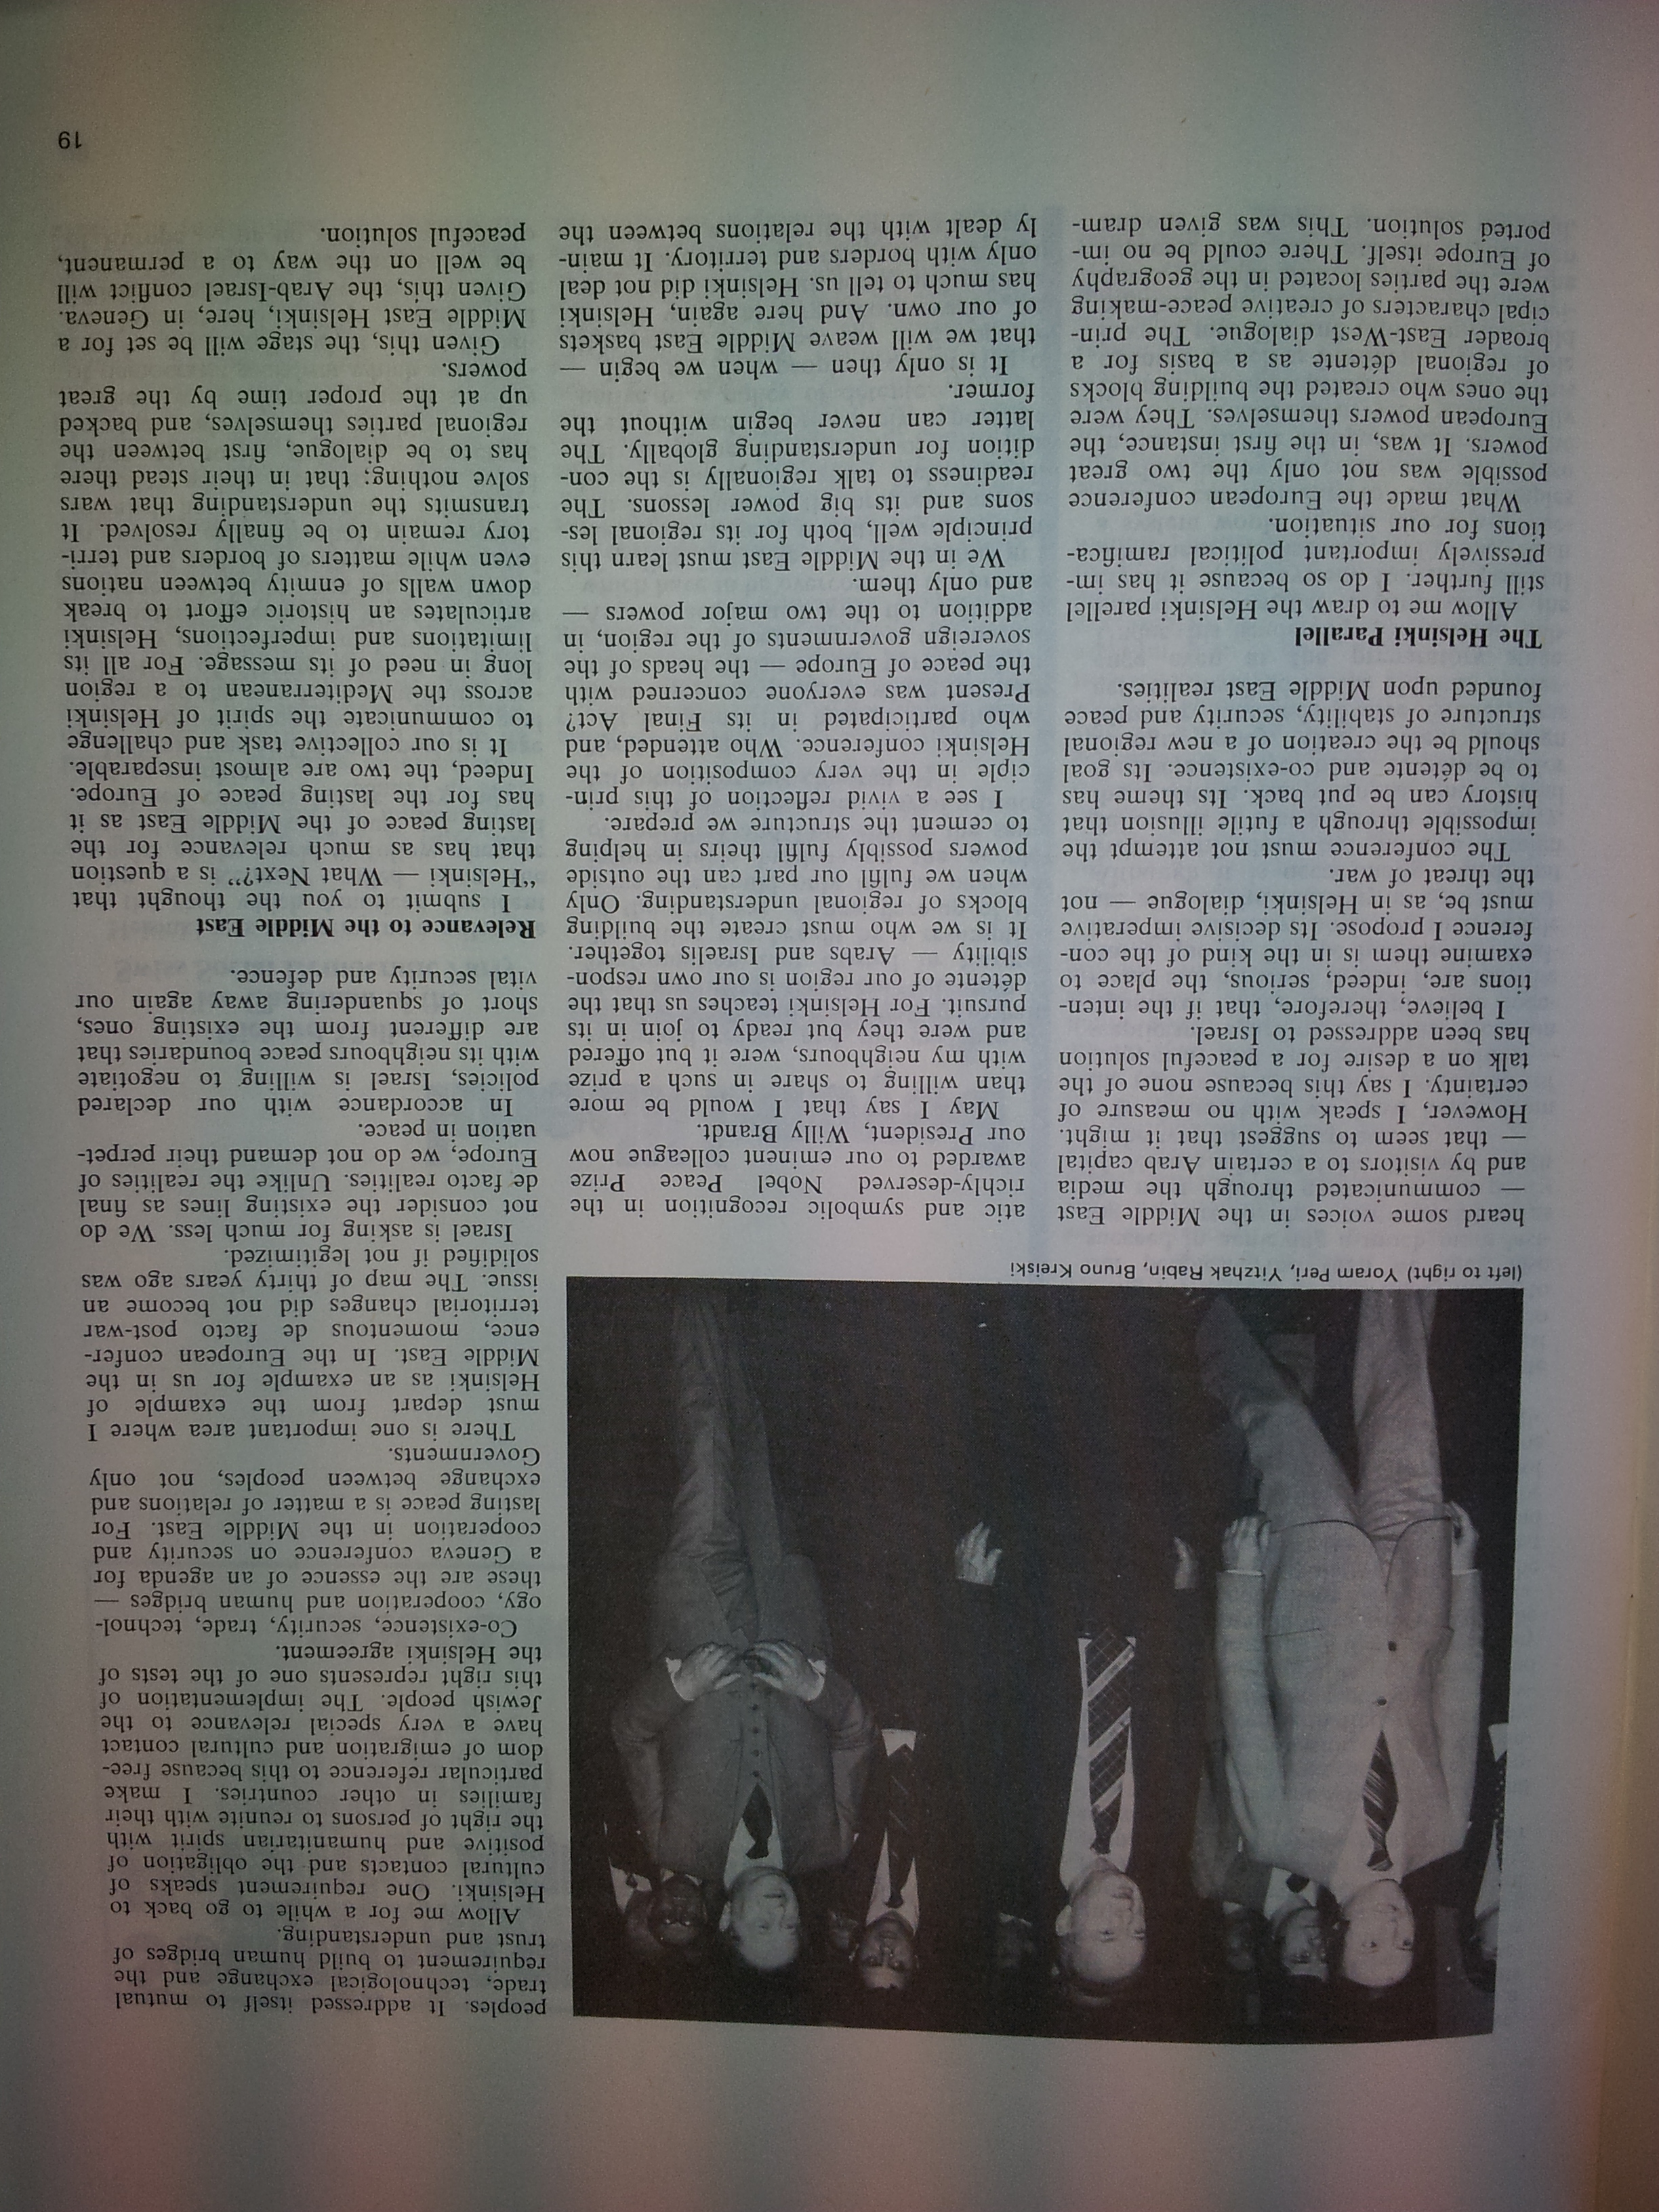 (left to right) Yoram Peri, Yitzhak Rabin, Bruno Kreiski
heard some voices in the Middle East
— communicated through the media
and by visitors to a certain Arab capital
— that seem to suggest that it might.
However, I speak with no measure of
certainty. I say this because none of the
talk on a desire for a peaceful solution
has been addressed to Israel.
I believe, therefore, that if the inten-
tions are, indeed, serious, the place to
examine them is in the kind of the con-
ference I propose. Its decisive imperative
must be, as in Helsinki, dialogue — not
the threat of war.
The conference must not attempt the
impossible through a futile illusion that
history can be put back. Its theme has
to be détente and co-existence. Its goal
should be the creation of a new regional
structure of stability, security and peace
founded upon Middle East realities.
The Helsinki Parallel
Allow me to draw the Helsinki parellel
still further. I do so because it has im-
pressively important political ramifica-
tions for our situation.
What made the European conference
possible was not only the two great
powers. It was, in the first instance, the
European powers themselves. They were
the ones who created the building blocks
of regional détente as a basis for a
broader East-West dialogue. The prin-
cipal characters of creative peace-making
were the parties located in the geography
of Europe itself. There could be no im-
ported solution. This was given dram-
atic and symbolic recognition in the
richly-deserved Nobel Peace Prize
awarded to our eminent colleague now
our President, Willy Brandt.
May I say that I would be more
than willing to share in such a prize
with my neighbours, were it but offered
and were they but ready to join in its
pursuit. For Helsinki teaches us that the
détente of our region is our own respon-
sibility — Arabs and Israelis together.
It is we who must create the building
blocks of regional understanding. Only
when we fulfil our part can the outside
powers possibly fulfil theirs in helping
to cement the structure we prepare.
I see a vivid reflection of this prin-
ciple in the very composition of the
Helsinki conference. Who attended, and
who participated in its Final Act?
Present was everyone concerned with
the peace of Europe — the heads of the
sovereign governments of the region, in
addition to the two major powers —
and only them.
We in the Middle East must learn this
principle well, both for its regional les-
sons and its big power lessons. The
readiness to talk regionally is the con-
dition for understanding globally. The
latter can never begin without the
former.
It is only then — when we begin —
that we will weave Middle East baskets
of our own. And here again, Helsinki
has much to tell us. Helsinki did not deal
only with borders and territory. It main-
ly dealt with the relations between the
peoples. It addressed itself to mutual
trade, technological exchange and the
requirement to build human bridges of
trust and understanding.
Allow me for a while to go back to
Helsinki. One requirement speaks of
cultural contacts and the obligation of
positive and humanitarian spirit with
the right of persons to reunite with their
families in other countries. I make
particular reference to this because free-
dom of emigration and cultural contact
have a very special relevance to the
Jewish people. The implementation of
this right represents one of the tests of
the Helsinki agreement.
Co-existence, security, trade, technol-
ogy, cooperation and human bridges —
these are the essence of an agenda for
a Geneva conference on security and
cooperation in the Middle East. For
lasting peace is a matter of relations and
exchange between peoples, not only
Governments.
There is one important area where I
must depart from the example of
Helsinki as an example for us in the
Middle East. In the European confer-
ence, momentous de facto post-war
territorial changes did not become an
issue. The map of thirty years ago was
solidified if not legitimized.
Israel is asking for much less. We do
not consider the existing lines as final
de facto realities. Unlike the realities of
Europe, we do not demand their perpet-
uation in peace.
In accordance with our declared
policies, Israel is willing to negotiate
with its neighbours peace boundaries that
are different from the existing ones,
short of squandering away again our
vital security and defence.
Relevance to the Middle East
I submit to you the thought that
“Helsinki — What Next?” is a question
that has as much relevance for the
lasting peace of the Middle East as it
has for the lasting peace of Europe.
Indeed, the two are almost inseparable.
It is our collective task and challenge
to communicate the spirit of Helsinki
across the Mediterranean to a region
long in need of its message. For all its
limitations and imperfections, Helsinki
articulates an historic effort to break
down walls of enmity between nations
even while matters of borders and terri-
tory remain to be finally resolved. It
transmits the understanding that wars
solve nothing; that in their stead there
has to be dialogue, first between the
regional parties themselves, and backed
up at the proper time by the great
powers.
Given this, the stage will be set for a
Middle East Helsinki, here, in Geneva.
Given this, the Arab-Israel conflict will
be well on the way to a permanent,
peaceful solution.
19